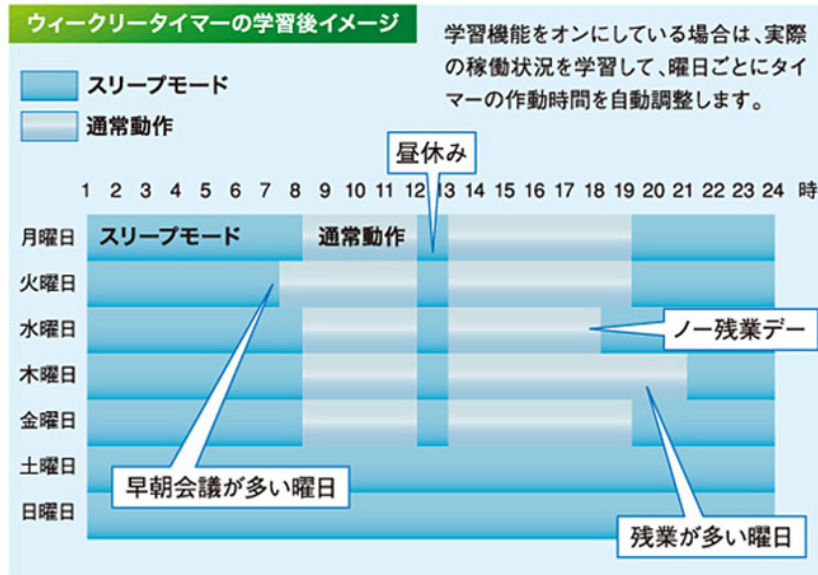 ウィークリータイマーの学習後イメージ
学習機能をオンにしている場合は、実際
の稼働状況を学習して、曜日ごとにタイ
マーの作動時間を自動調整します。
スリープモード
通常動作
昼休み
1 2 3 4 5 6 7 8 9 10 11 12 13 14 15 16 17 18 19 20 21 22 23 24 時
月曜日 スリープモード 通常動作
火曜日
水曜日 ノー残業デー
木曜日
金曜日
土曜日 早朝会議が多い曜日
日曜日
残業が多い曜日